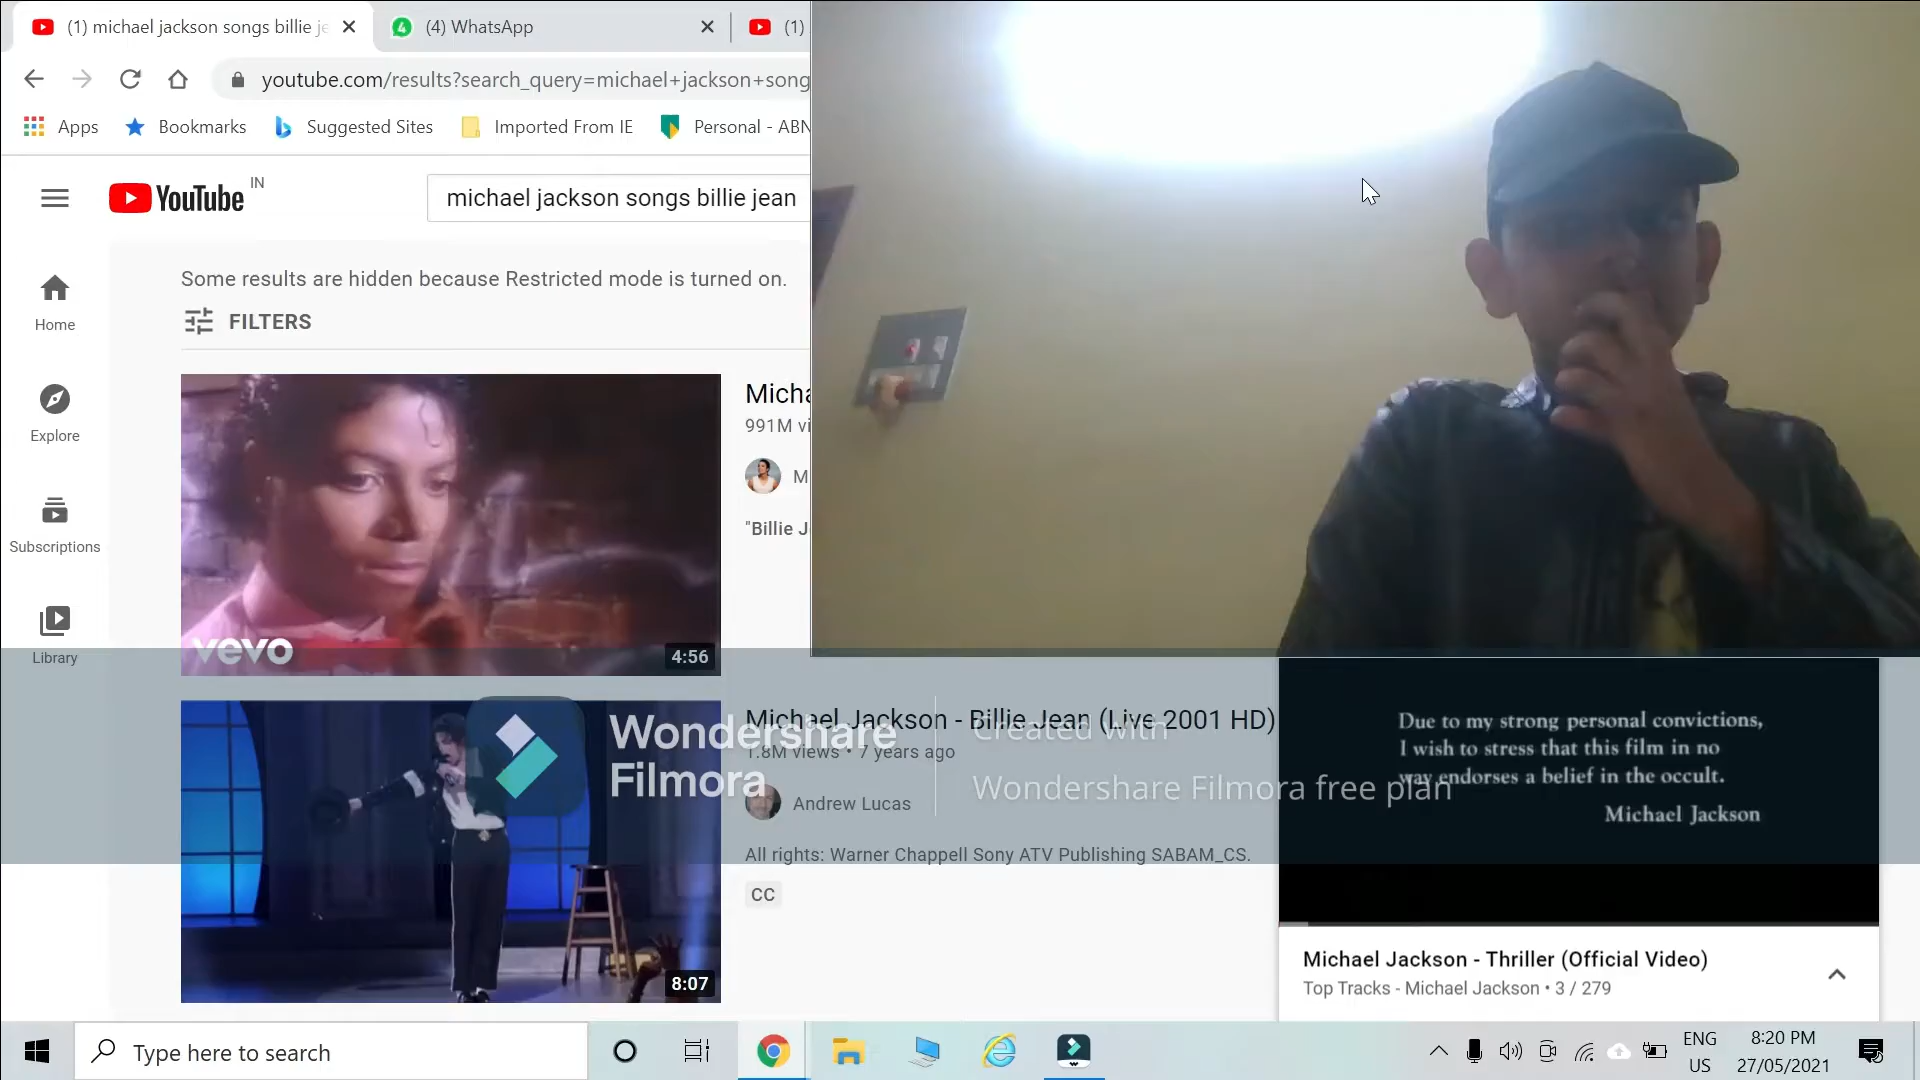 (1) michael jackson songs billie je
(4) WhatsApp
(1)
youtube.com/results?search_query=michael+jackson+song
Apps
Bookmarks
Suggested Sites
Imported From IE
Personal - ABN
YouTube IN
michael jackson songs billie jean
Some results are hidden because Restricted mode is turned on.
FILTERS
Home
Explore
Subscriptions
Library
vevo
4:56
Micha
991M vi
M
"Billie J
Michael Jackson - Billie Jean (Live 2001 HD)
1.8M views • 7 years ago
Andrew Lucas
All rights: Warner Chappell Sony ATV Publishing SABAM_CS.
CC
8:07
Wondershare
Filmora
Created with
Wondershare Filmora free plan
Due to my strong personal convictions,
I wish to stress that this film in no
way endorses a belief in the occult.
Michael Jackson
Michael Jackson - Thriller (Official Video)
Top Tracks - Michael Jackson • 3 / 279
Type here to search
ENG
US
8:20 PM
27/05/2021